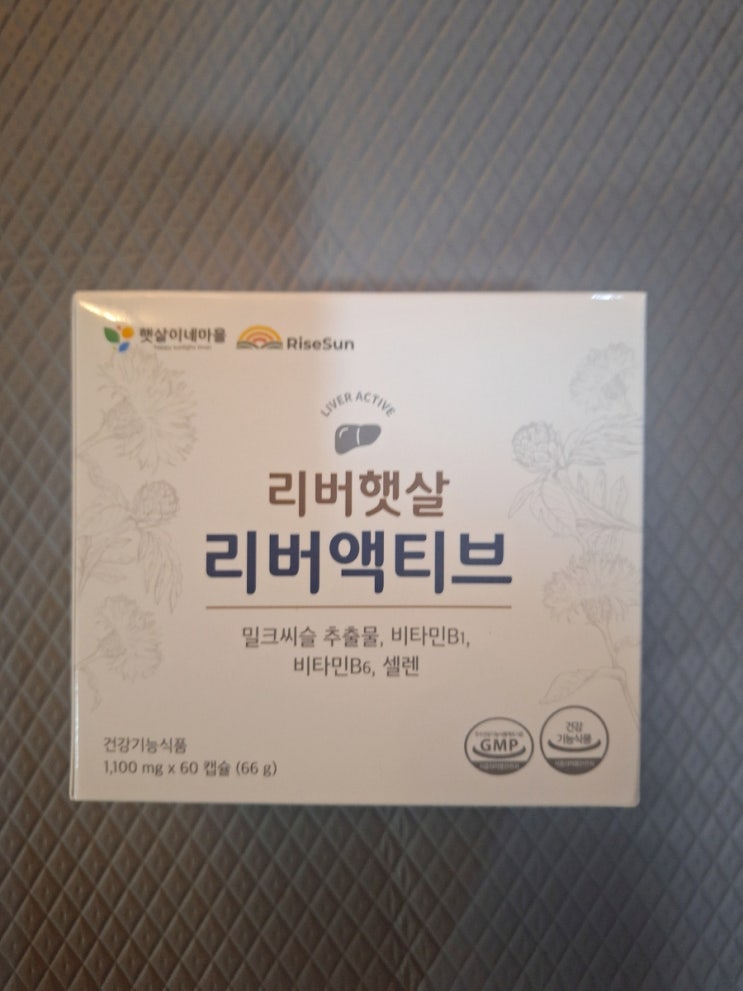 햇살이네마을
RiseSun
LIVER ACTIVE
리버햇살
리버액티브
밀크씨슬 추출물, 비타민B1,
비타민B6, 셀렌
건강기능식품
1,100 mg x 60 캡슐 (66 g)
GMP
건강
기능식품